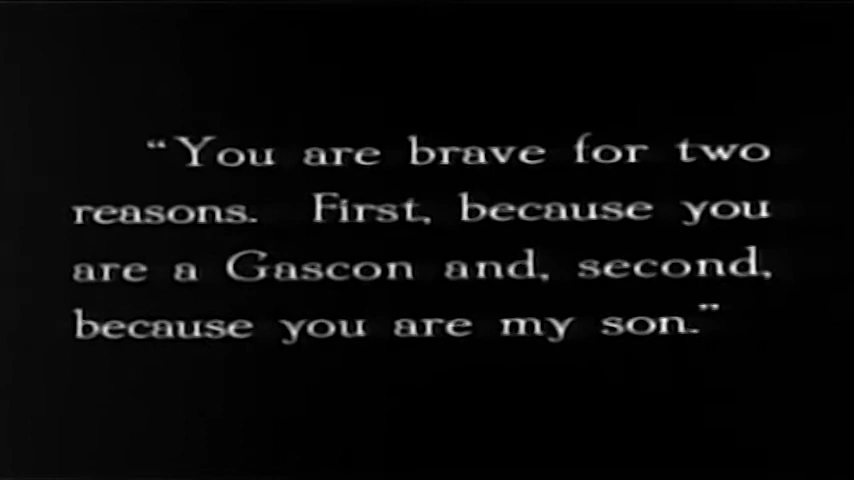 “You are brave for two
reasons. First, because you
are a Gascon and, second,
because you are my son.”